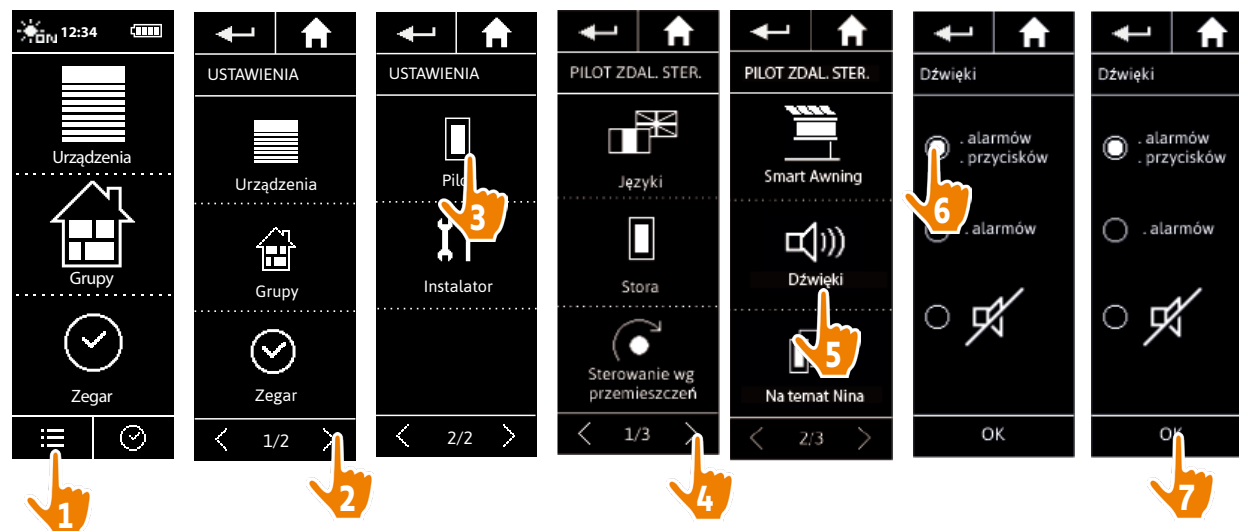 ON 12:34
Urządzenia
Grupy
Zegar
1
USTAWIENIA
Urządzenia
Grupy
Zegar
1/2
2
USTAWIENIA
3
Instalator
2/2
PILOT ZDAL. STER.
Języki
Stora
Sterowanie wg
przemieszczeń
1/3
4
PILOT ZDAL. STER.
Smart Awning
Dźwięki
5
Na temat Nina
2/3
Dźwięki
. alarmów
. przycisków
6
. alarmów
OK
Dźwięki
. alarmów
. przycisków
. alarmów
OK
7